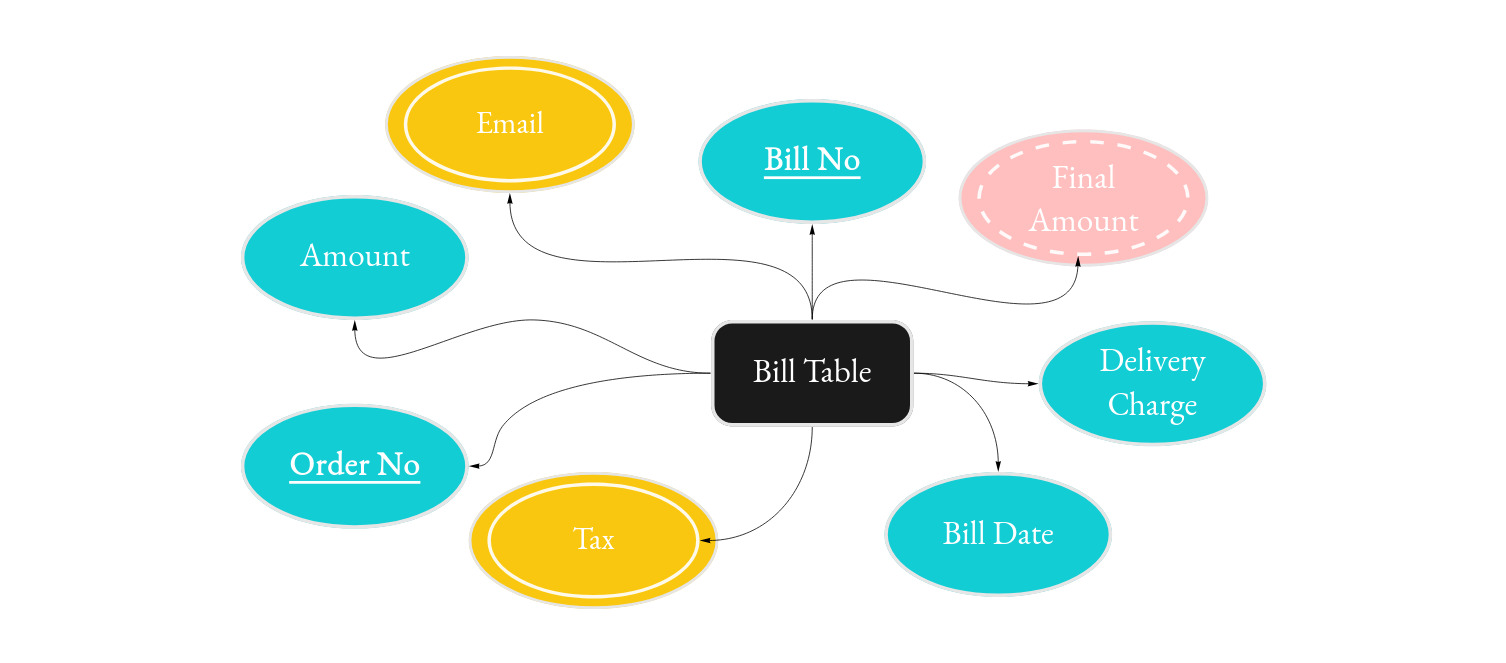 Email
Bill No
Final
Amount
Amount
Bill Table
Delivery
Charge
Order No
Tax
Bill Date